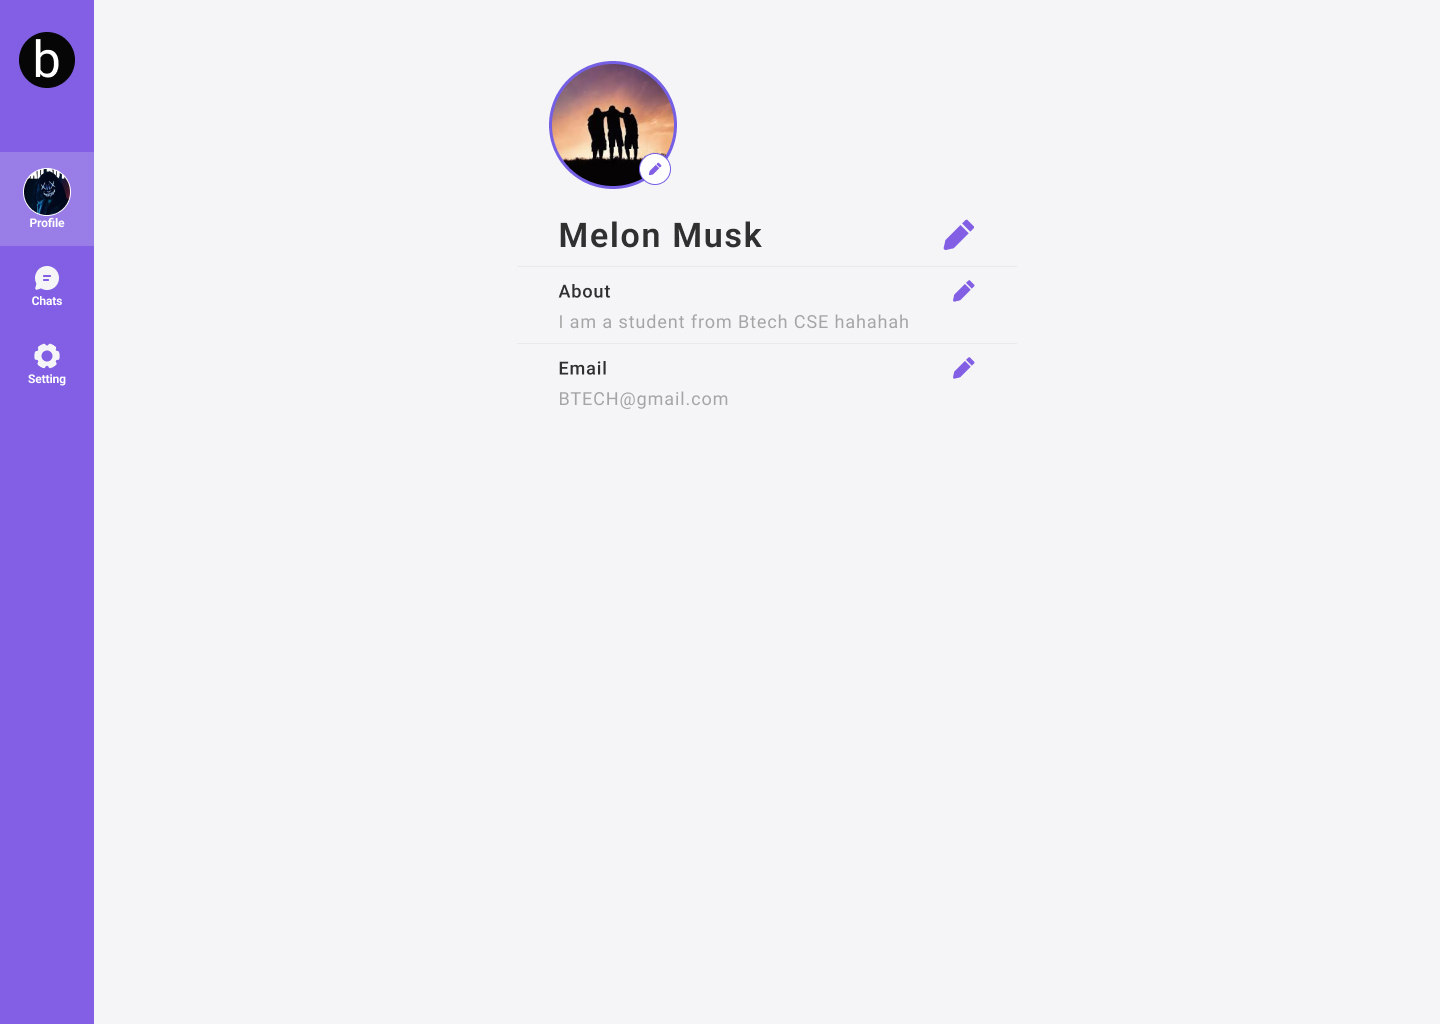 b
Profile
Chats
Setting
Melon Musk
About
I am a student from Btech CSE hahahah
Email
BTECH@gmail.com